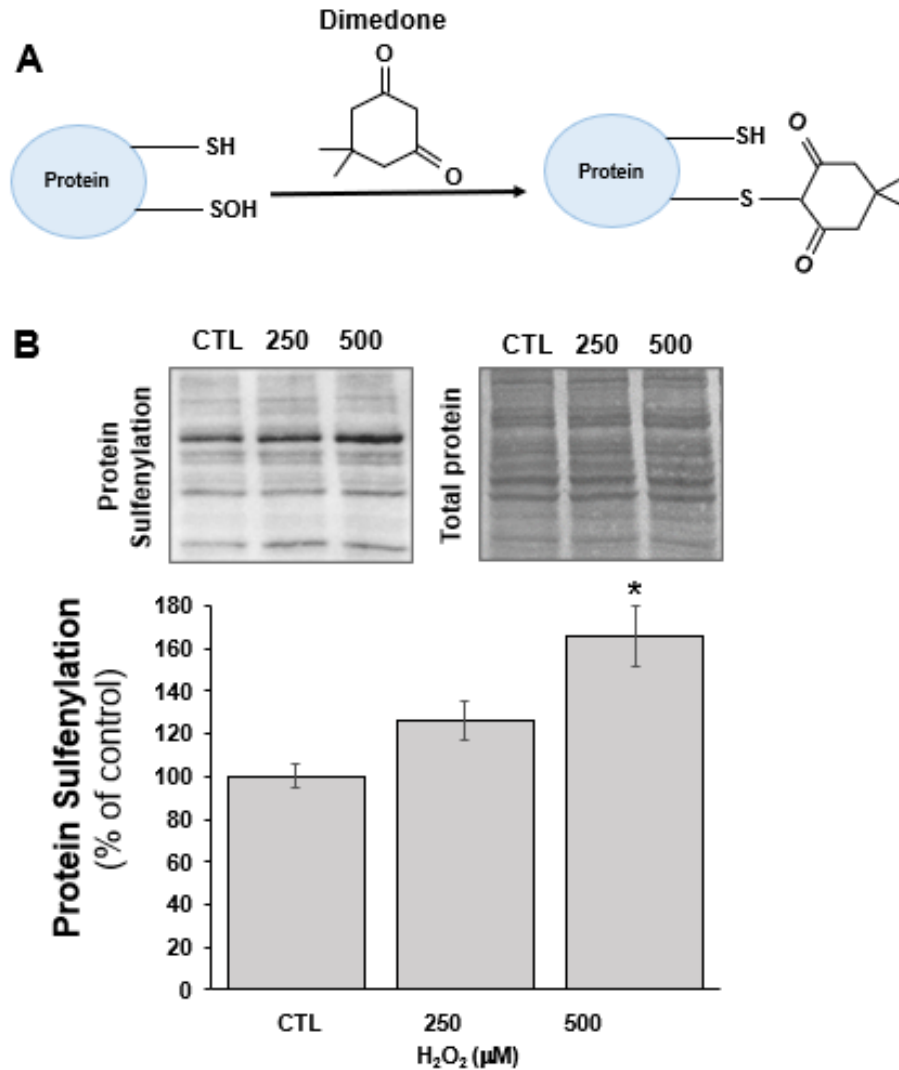 Dimedone
A
O
O
SH
Protein
SOH
SH
O
Protein
S
O
B
CTL 250 500
CTL 250 500
Protein
Sulfenylation
Total protein
*
Protein Sulfenylation
(% of control)
180
160
140
120
100
80
60
40
20
0
CTL 250 500
H₂O₂ (µM)